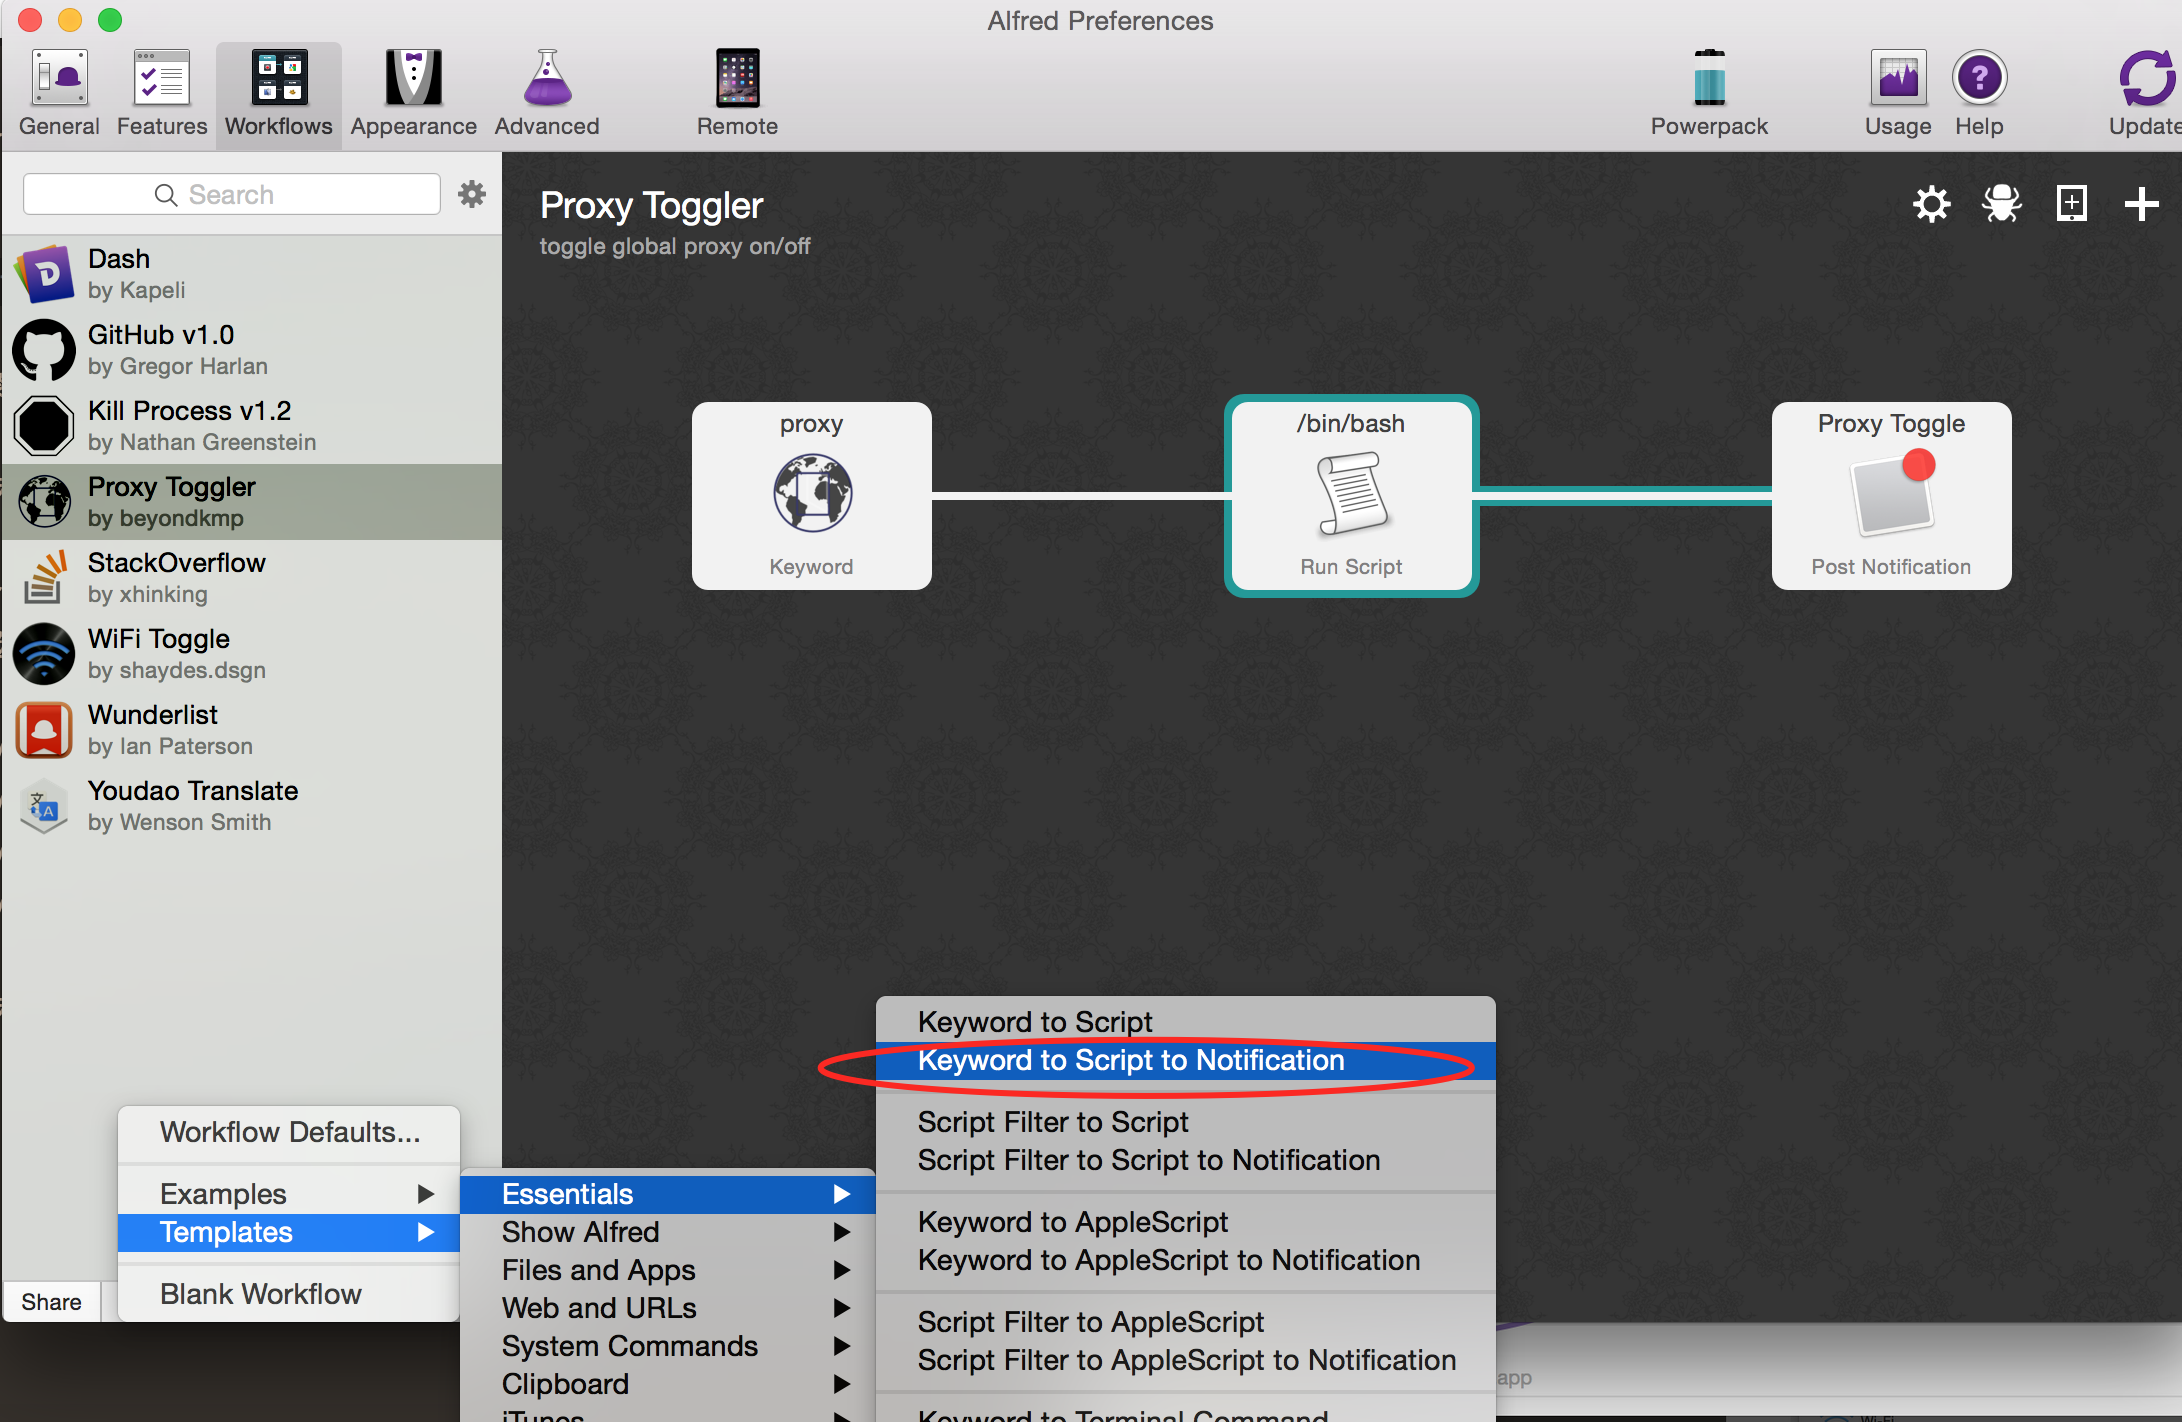 Alfred Preferences
General
Features
Workflows
Appearance
Advanced
Remote
Powerpack
Usage
Help
Update
Search
Dash
by Kapeli
GitHub v1.0
by Gregor Harlan
Kill Process v1.2
by Nathan Greenstein
Proxy Toggler
by beyondkmp
StackOverflow
by xhinking
WiFi Toggle
by shaydes.dsgn
Wunderlist
by Ian Paterson
Youdao Translate
by Wenson Smith
Share
Proxy Toggler
toggle global proxy on/off
proxy
Keyword
/bin/bash
Run Script
Proxy Toggle
Post Notification
Workflow Defaults...
Examples
Templates
Blank Workflow
Essentials
Show Alfred
Files and Apps
Web and URLs
System Commands
Clipboard
iTunes
Keyword to Script
Keyword to Script to Notification
Script Filter to Script
Script Filter to Script to Notification
Keyword to AppleScript
Keyword to AppleScript to Notification
Script Filter to AppleScript
Script Filter to AppleScript to Notification
Keyword to Terminal Command
app
Wi-Fi